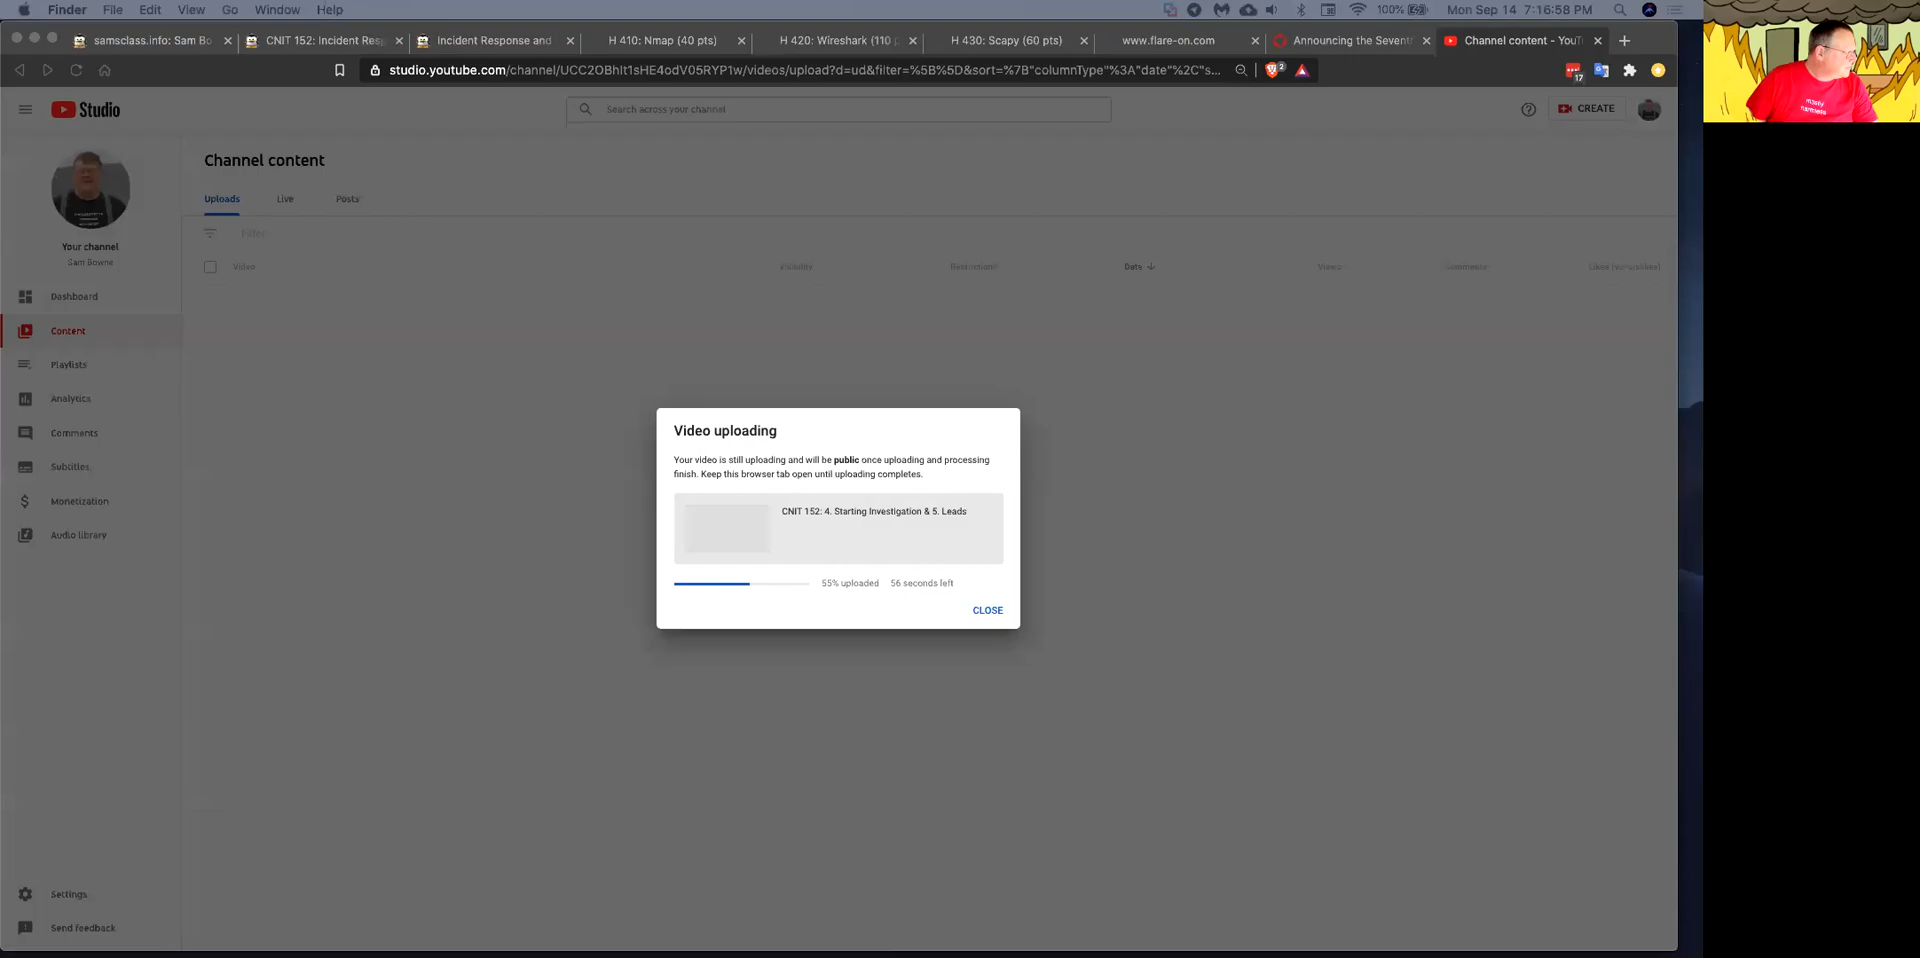 Finder File Edit View Go Window Help 100% Mon Sep 14 7:16:58 PM
samsclass.info: Sam Bo CNIT 152: Incident Resp Incident Response and H 410: Nmap (40 pts) H 420: Wireshark (110 p H 430: Scapy (60 pts) www.flare-on.com Announcing the Sevent Channel content - YouT
studio.youtube.com/channel/UCC2OBhIt1sHE4odV05RYP1w/videos/upload?d=ud&filter=%5B%5D&sort=%7B"columnType"%3A"date"%2C"s... 2 17
Studio
Search across your channel
CREATE
Channel content
Uploads Live Posts
Filter
Video Visibility Restrictions Date Views Comments
Your channel
Sam Bowne
Dashboard
Content
Playlists
Analytics
Comments
Subtitles
Monetization
Audio library
Settings
Send feedback
Video uploading
Your video is still uploading and will be public once uploading and processing
finish. Keep this browser tab open until uploading completes.
CNIT 152: 4. Starting Investigation & 5. Leads
55% uploaded 56 seconds left
CLOSE